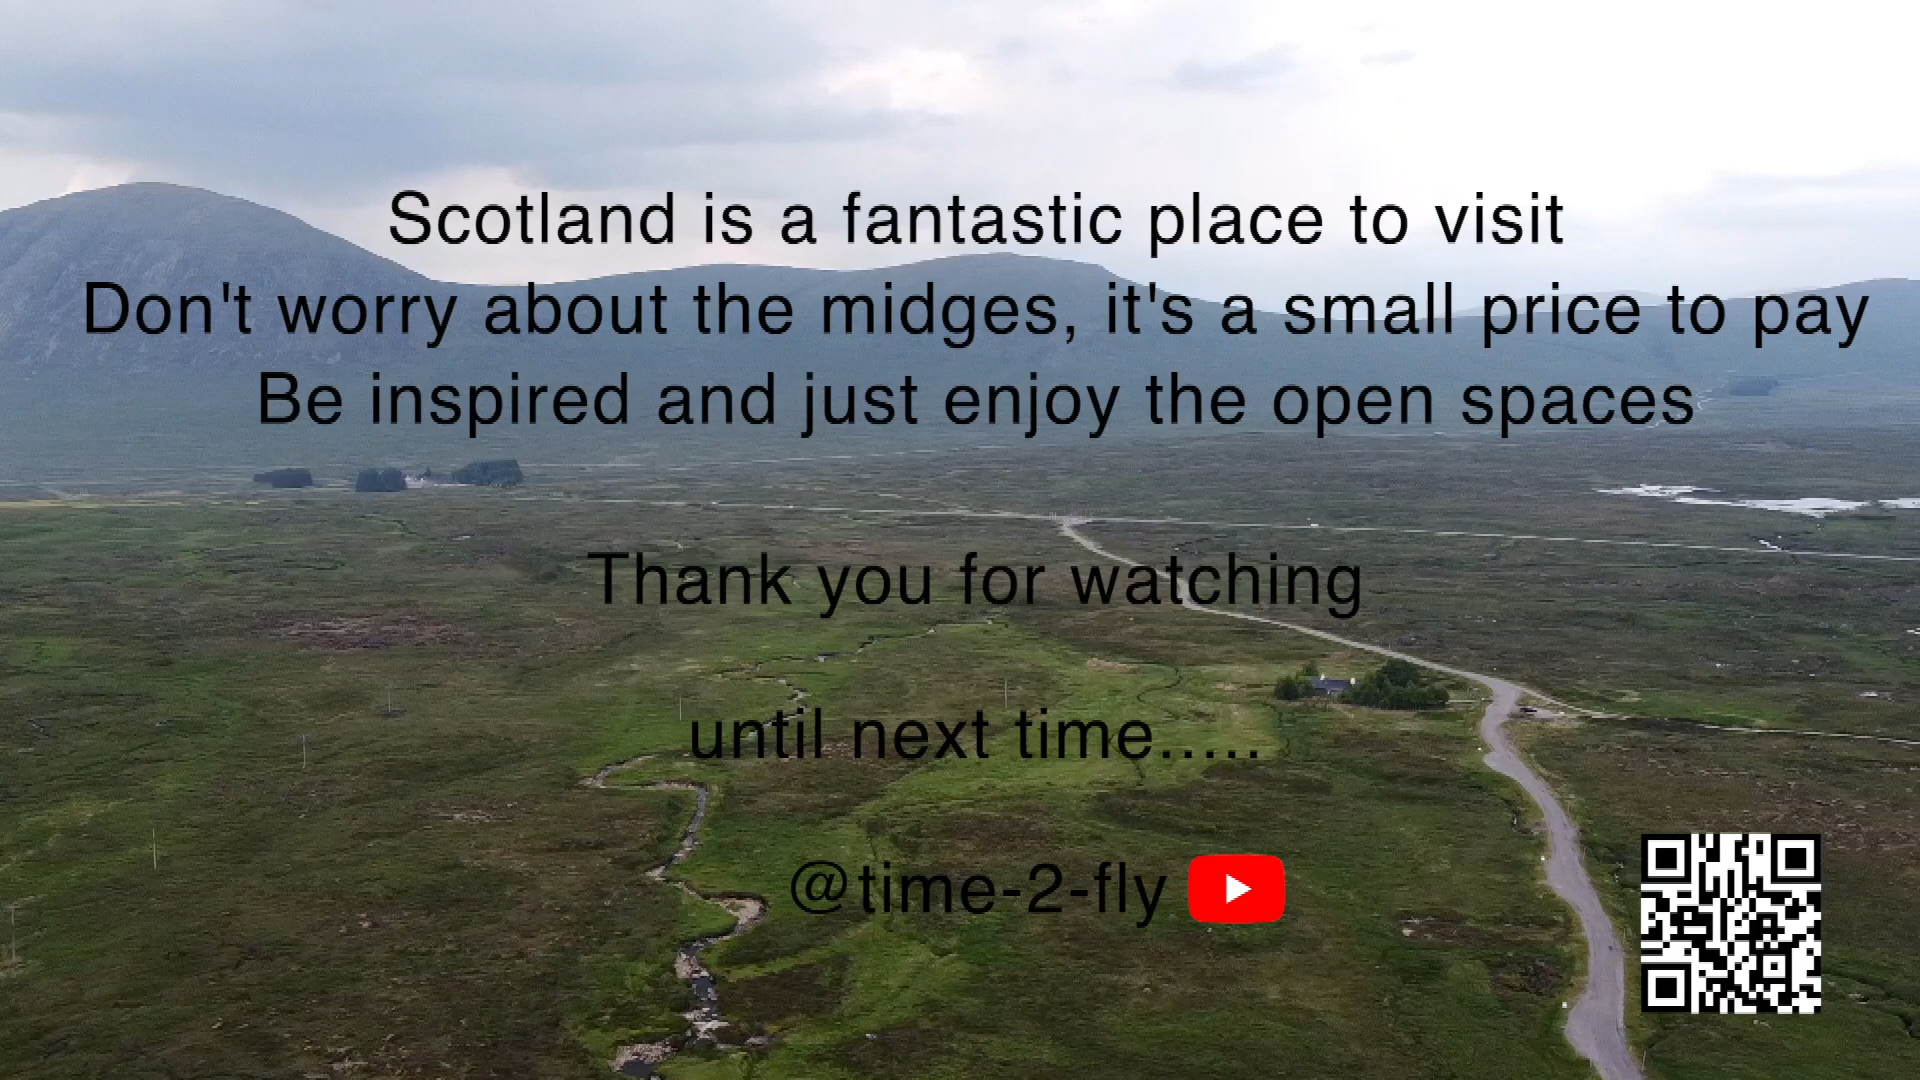 Scotland is a fantastic place to visit
Don't worry about the midges, it's a small price to pay
Be inspired and just enjoy the open spaces
Thank you for watching
until next time.....
@time-2-fly